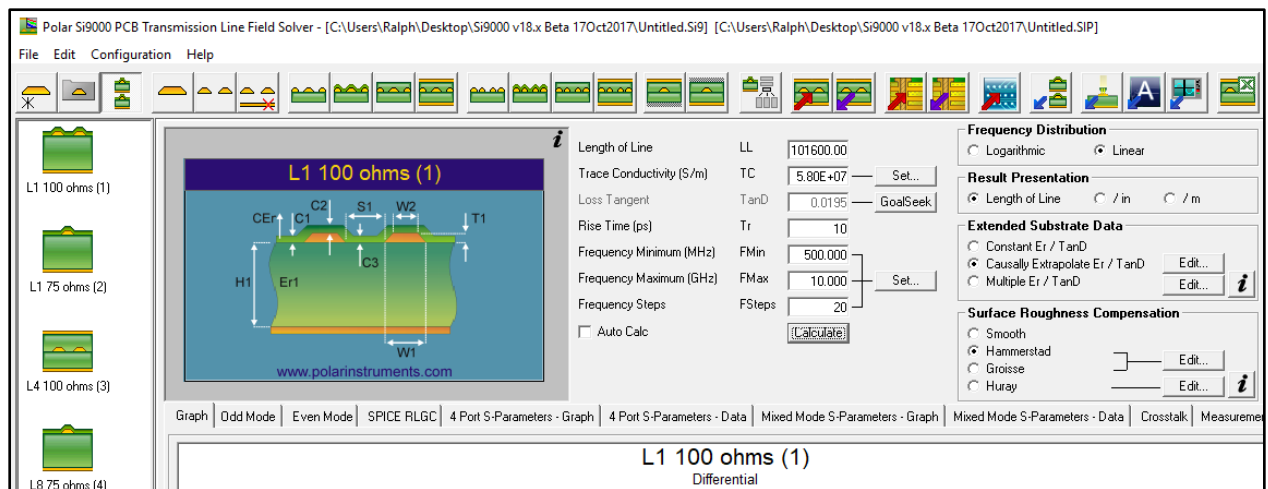 Polar Si9000 PCB Transmission Line Field Solver - [C:\Users\Ralph\Desktop\Si9000 v18.x Beta 17Oct2017\Untitled.Si9] [C:\Users\Ralph\Desktop\Si9000 v18.x Beta 17Oct2017\Untitled.SIP]
File Edit Configuration Help
A
L1 100 ohms (1)
L1 75 ohms (2)
L4 100 ohms (3)
L8 75 ohms (4)
i
L1 100 ohms (1)
CEr C1 C2 S1 W2 T1
C3
H1 Er1
W1
www.polarinstruments.com
Length of Line LL 101600.00
Trace Conductivity (S/m) TC 5.80E+07 Set...
Loss Tangent TanD 0.0195 GoalSeek
Rise Time (ps) Tr 10
Frequency Minimum (MHz) FMin 500.000
Frequency Maximum (GHz) FMax 10.000 Set...
Frequency Steps FSteps 20
Auto Calc Calculate
Frequency Distribution
Logarithmic Linear
Result Presentation
Length of Line / in / m
Extended Substrate Data
Constant Er / TanD
Causally Extrapolate Er / TanD Edit...
Multiple Er / TanD Edit... i
Surface Roughness Compensation
Smooth
Hammerstad
Groisse Edit...
Huray Edit... i
Graph Odd Mode Even Mode SPICE RLGC 4 Port S-Parameters - Graph 4 Port S-Parameters - Data Mixed Mode S-Parameters - Graph Mixed Mode S-Parameters - Data Crosstalk Measuremer
L1 100 ohms (1)
Differential